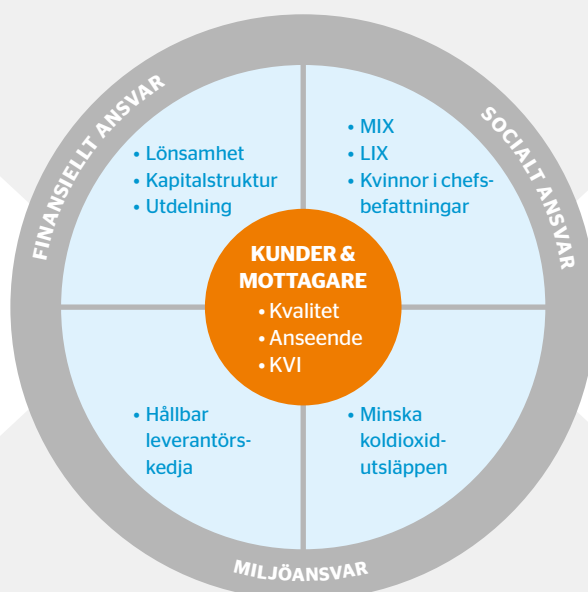 FINANSIELLT ANSVAR
SOCIALT ANSVAR
• Lönsamhet
• Kapitalstruktur
• Utdelning
• MIX
• LIX
• Kvinnor i chefs-
befattningar
KUNDER &
MOTTAGARE
• Kvalitet
• Anseende
• KVI
• Hållbar
leverantörs-
kedja
• Minska
koldioxid-
utsläppen
MILJÖANSVAR